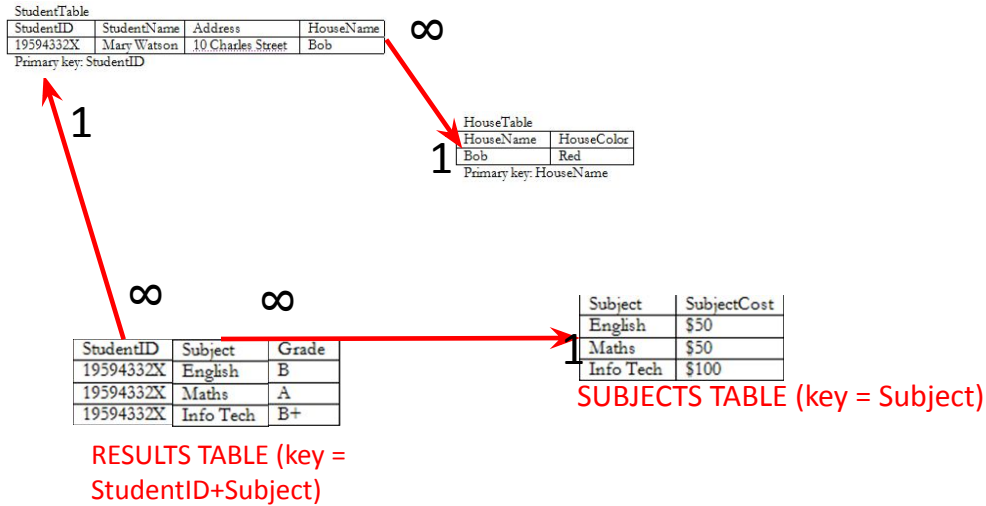 StudentTable
StudentID StudentName Address HouseName
19594332X Mary Watson 10 Charles Street Bob
Primary key: StudentID
∞
1
HouseTable
HouseName HouseColor
Bob Red
Primary key: HouseName
1
∞
∞
StudentID Subject Grade
19594332X English B
19594332X Maths A
19594332X Info Tech B+
RESULTS TABLE (key =
StudentID+Subject)
Subject SubjectCost
English $50
Maths $50
Info Tech $100
1
SUBJECTS TABLE (key = Subject)